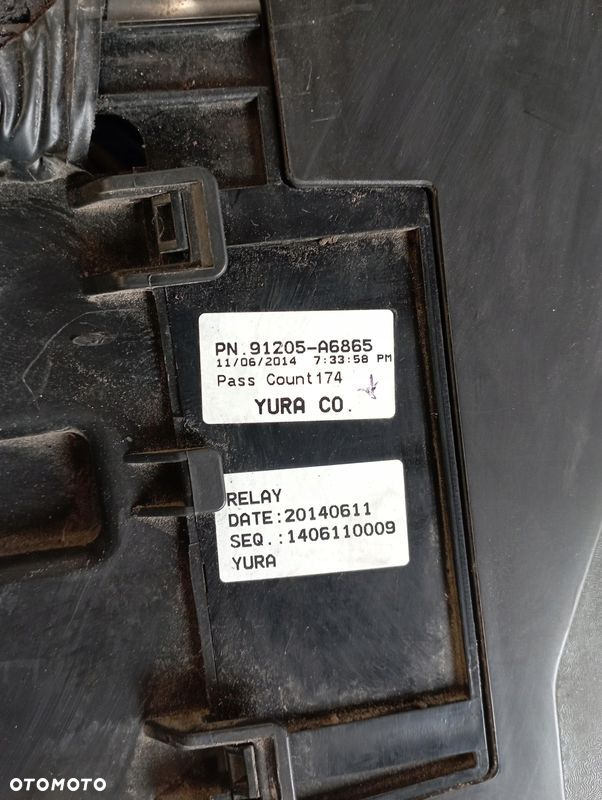 PN.91205-A6865
11/06/2014 7:33:58 PM
Pass Count174
YURA CO.
RELAY
DATE:20140611
SEQ.:1406110009
YURA
OTOMOTO